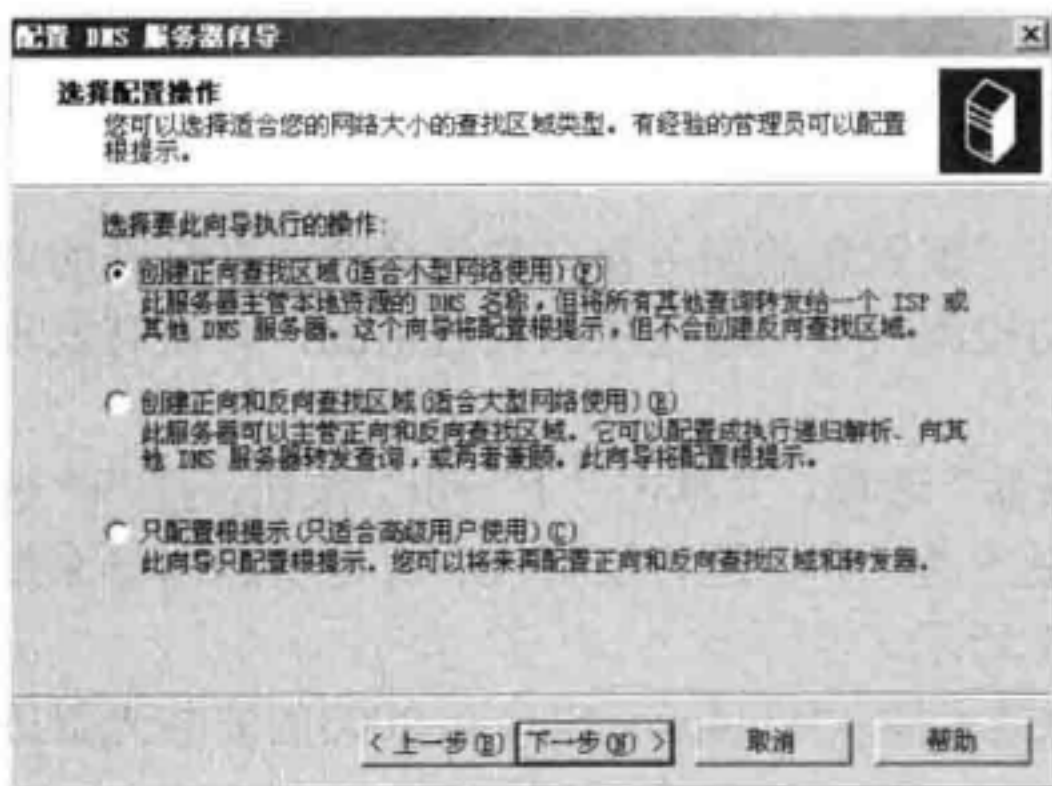 配置 DNS 服务器向导
选择配置操作
您可以选择适合您的网络大小的查找区域类型。有经验的管理员可以配置
根提示。
选择要此向导执行的操作:
创建正向查找区域(适合小型网络使用)(F)
此服务器主管本地资源的 DNS 名称，但将所有其他查询转发给一个 ISP 或
其他 DNS 服务器。这个向导将配置根提示，但不会创建反向查找区域。
创建正向和反向查找区域(适合大型网络使用)(R)
此服务器可以主管正向和反向查找区域。它可以配置成执行递归解析、向其
他 DNS 服务器转发查询，或两者兼顾。此向导将配置根提示。
只配置根提示(只适合高级用户使用)(C)
此向导只配置根提示。您可以将来再配置正向和反向查找区域和转发器。
< 上一步(B) 下一步(N) > 取消 帮助